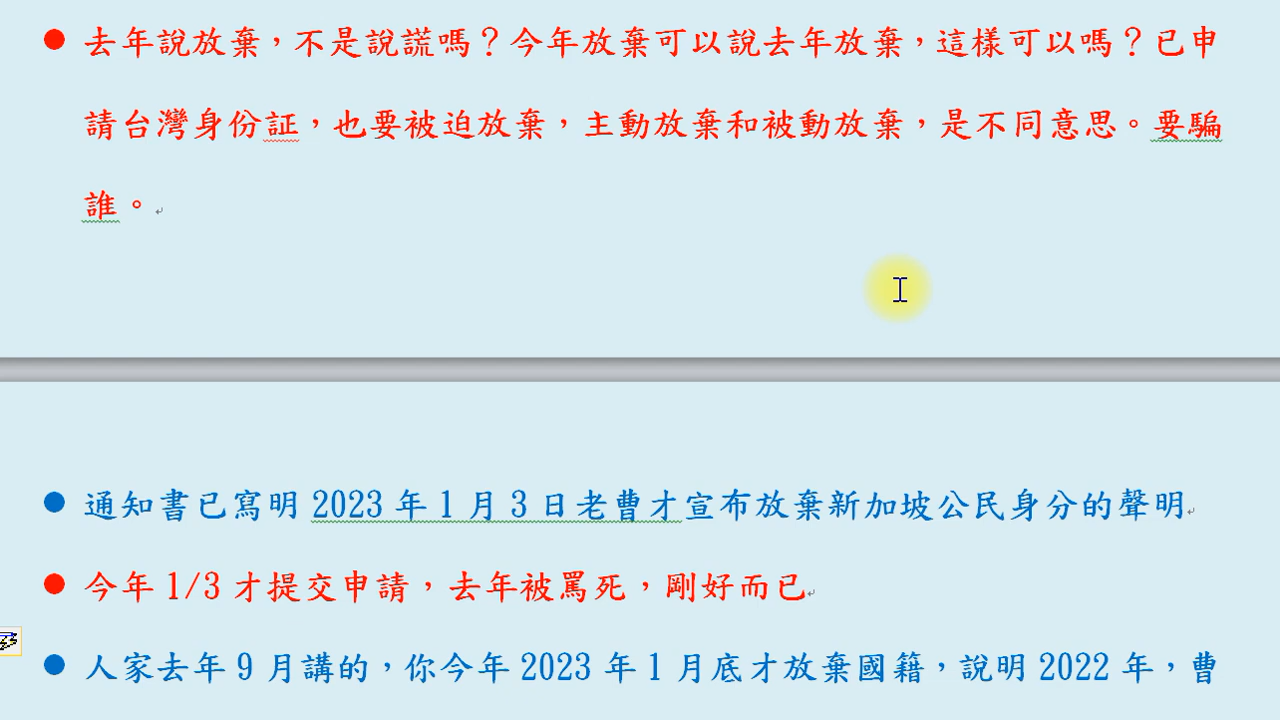 去年說放棄，不是說謊嗎？今年放棄可以說去年放棄，這樣可以嗎？已申
請台灣身份証，也要被迫放棄，主動放棄和被動放棄，是不同意思。要騙
誰。
通知書已寫明 2023 年 1 月 3 日老曹才宣布放棄新加坡公民身分的聲明
今年 1/3 才提交申請，去年被罵死，剛好而已
人家去年 9 月講的，你今年 2023 年 1 月底才放棄國籍，說明 2022 年，曹